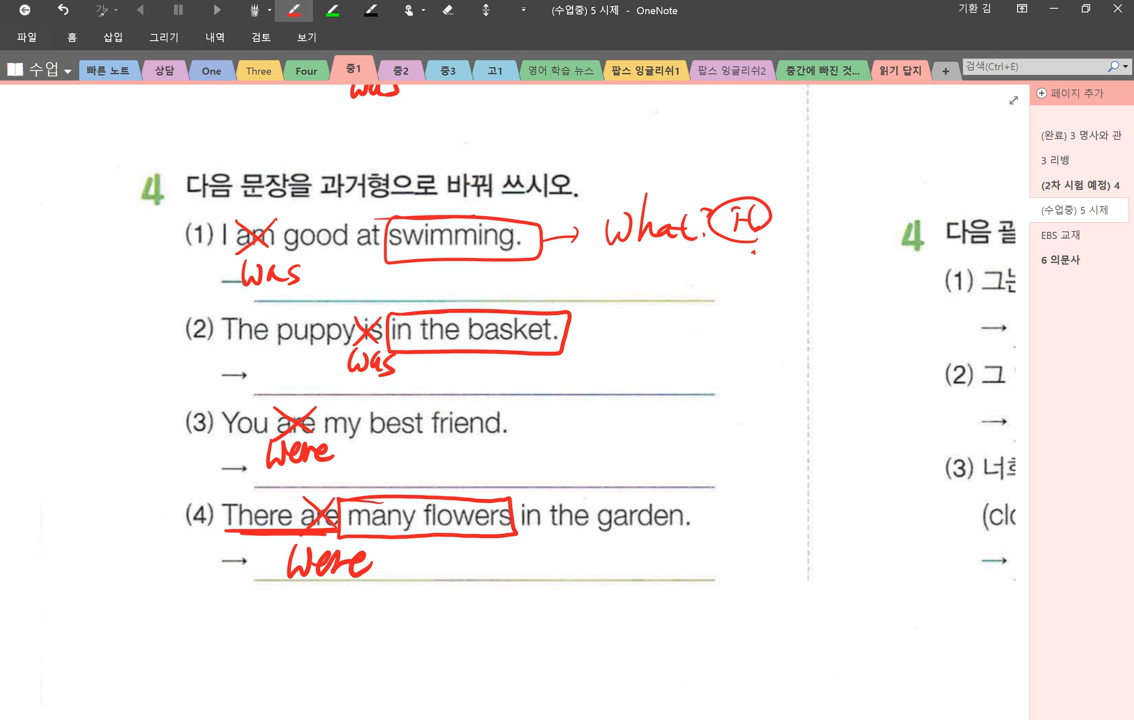 (수업중) 5 시제 - OneNote
기환 김
파일 홈 삽입 그리기 내역 검토 보기
수업 빠른 노트 상담 One Three Four 중1 중2 중3 고1 영어 학습 뉴스 팝스 잉글리쉬1 팝스 잉글리쉬2 중간에 빠진 것... 읽기 답지 + 검색(Ctrl+E)
페이지 추가
(완료) 3 명사와 관
3 리뱅
(2차 시험 예정) 4
(수업중) 5 시제
EBS 교재
6 의문사
was
4 다음 문장을 과거형으로 바꿔 쓰시오.
(1) I am good at swimming. → What?
was
(2) The puppy is in the basket.
was
→
(3) You are my best friend.
were
→
(4) There are many flowers in the garden.
→ were
4 다음
(1) 그는
→
(2) 그
→
(3) 너희
(clo
→